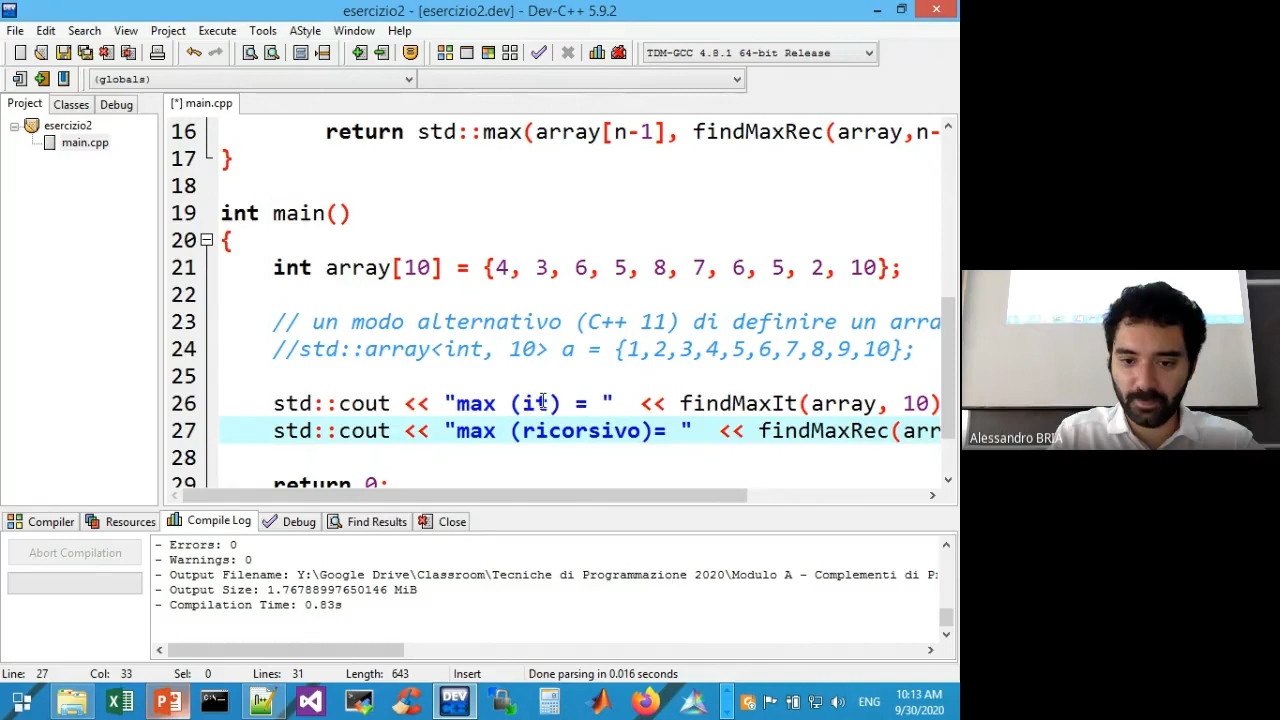 esercizio2 - [esercizio2.dev] - Dev-C++ 5.9.2
File Edit Search View Project Execute Tools AStyle Window Help
TDM-GCC 4.8.1 64-bit Release
(globals)
Project Classes Debug
[*] main.cpp
esercizio2
main.cpp
16 return std::max(array[n-1], findMaxRec(array,n-
17 }
18
19 int main()
20 {
21 int array[10] = {4, 3, 6, 5, 8, 7, 6, 5, 2, 10};
22
23 // un modo alternativo (C++ 11) di definire un arra
24 //std::array<int, 10> a = {1,2,3,4,5,6,7,8,9,10};
25
26 std::cout << "max (it) = " << findMaxIt(array, 10)
27 std::cout << "max (ricorsivo)= " << findMaxRec(arr
28
29 return 0;
Compiler Resources Compile Log Debug Find Results Close
Abort Compilation
- Errors: 0
- Warnings: 0
- Output Filename: Y:\Google Drive\Classroom\Tecniche di Programmazione 2020\Modulo A - Complementi di P
- Output Size: 1.76788997650146 MiB
- Compilation Time: 0.83s
Line: 27 Col: 33 Sel: 0 Lines: 31 Length: 643 Insert Done parsing in 0.016 seconds
DEV
ENG
10:13 AM
9/30/2020
Alessandro BRIA